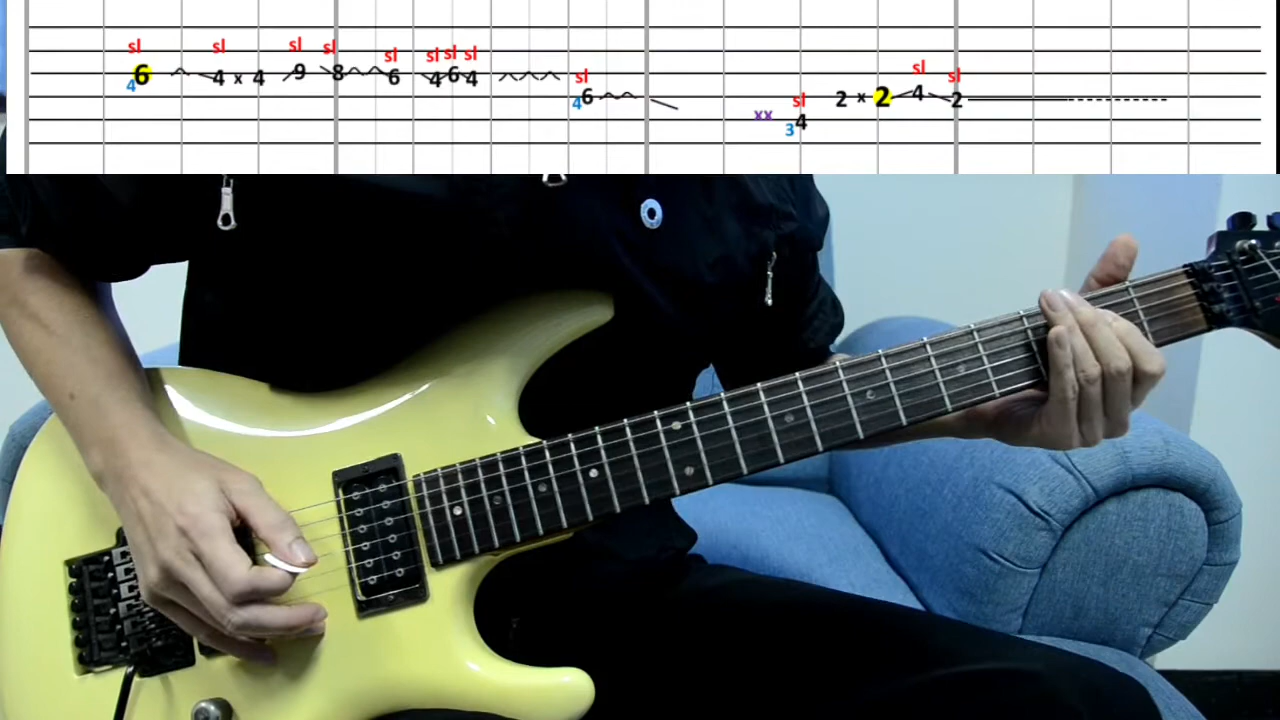 sl sl sl sl sl sl sl sl
6 4 x 4 9 8 6 4 6 4
4
sl sl sl
4 6 2 x 2 4 2
sl
xx
3 4